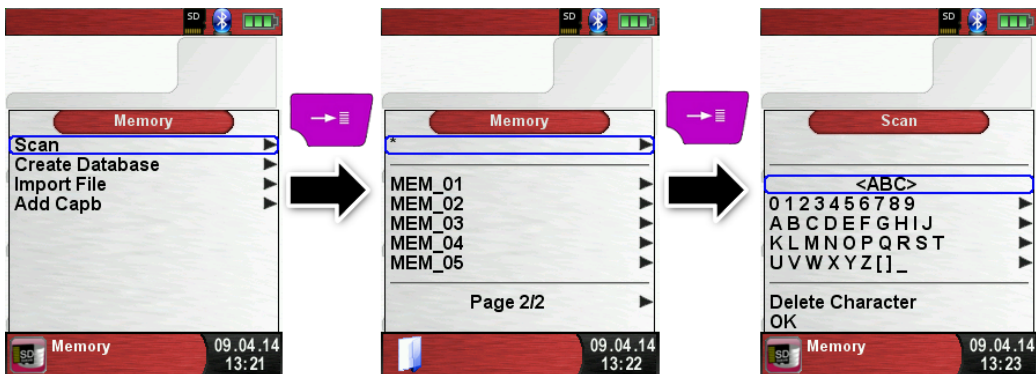 SD
Memory
Scan
Create Database
Import File
Add Capb
SD
Memory
09.04.14
13:21
SD
Memory
*
MEM_01
MEM_02
MEM_03
MEM_04
MEM_05
Page 2/2
09.04.14
13:22
SD
Scan
<ABC>
0 1 2 3 4 5 6 7 8 9
A B C D E F G H I J
K L M N O P Q R S T
U V W X Y Z [ ] _
Delete Character
OK
SD
Memory
09.04.14
13:23